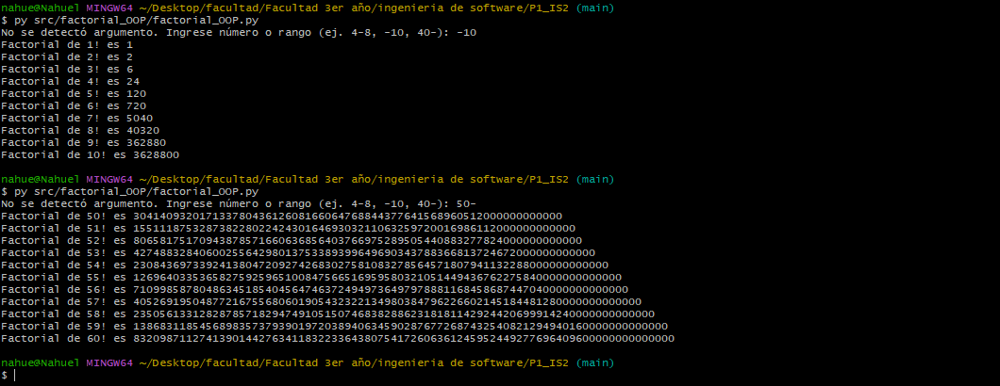 nahue@Nahuel MINGW64 ~/Desktop/facultad/Facultad 3er año/ingenieria de software/P1_IS2 (main)
$ py src/factorial_OOP/factorial_OOP.py
No se detectó argumento. Ingrese número o rango (ej. 4-8, -10, 40-): -10
Factorial de 1! es 1
Factorial de 2! es 2
Factorial de 3! es 6
Factorial de 4! es 24
Factorial de 5! es 120
Factorial de 6! es 720
Factorial de 7! es 5040
Factorial de 8! es 40320
Factorial de 9! es 362880
Factorial de 10! es 3628800
nahue@Nahuel MINGW64 ~/Desktop/facultad/Facultad 3er año/ingenieria de software/P1_IS2 (main)
$ py src/factorial_OOP/factorial_OOP.py
No se detectó argumento. Ingrese número o rango (ej. 4-8, -10, 40-): 50-
Factorial de 50! es 30414093201713378043612608166064768844377641568960512000000000000
Factorial de 51! es 1551118753287382280224243016469303211063259720016986112000000000000
Factorial de 52! es 80658175170943878571660636856403766975289505440883277824000000000000
Factorial de 53! es 4274883284060025564298013753389399649690343788366813724672000000000000
Factorial de 54! es 230843697339241380472092742683027581083278564571807941132288000000000000
Factorial de 55! es 12696403353658275925965100847566516959580321051449436762275840000000000000
Factorial de 56! es 710998587804863451854045647463724949736497978881168458687447040000000000000
Factorial de 57! es 40526919504877216755680601905432322134980384796226602145184481280000000000000
Factorial de 58! es 2350561331282878571829474910515074683828862318181142924420699914240000000000000
Factorial de 59! es 138683118545689835737939019720389406345902876772687432540821294940160000000000000
Factorial de 60! es 8320987112741390144276341183223364380754172606361245952449277696409600000000000000
nahue@Nahuel MINGW64 ~/Desktop/facultad/Facultad 3er año/ingenieria de software/P1_IS2 (main)
$